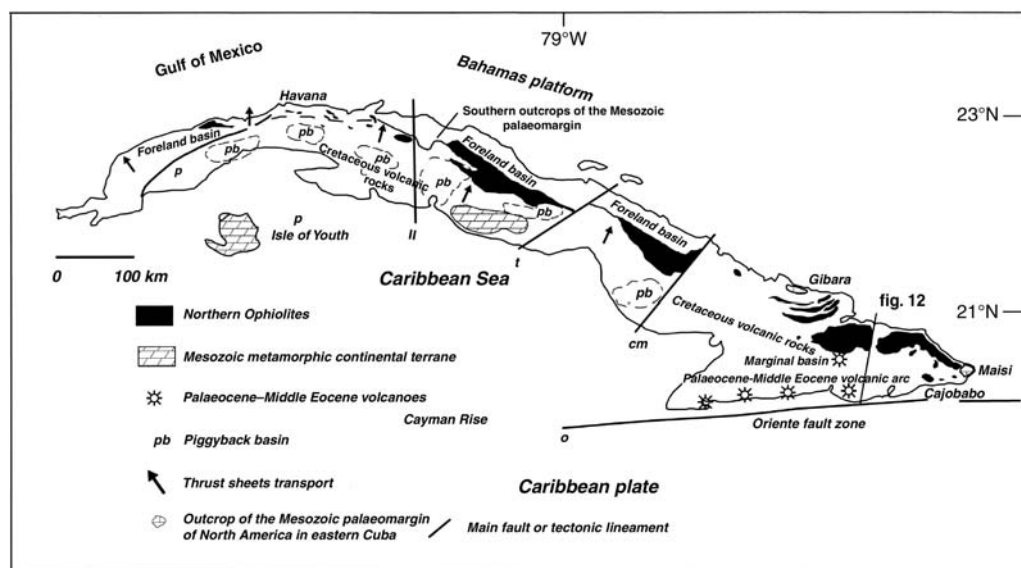 79°W
Gulf of Mexico
Bahamas platform
Havana
Southern outcrops of the Mesozoic
palaeomargin
23°N
Foreland basin
pb
pb
pb
pb
pb
p
Cretaceous volcanic
rocks
Foreland basin
Foreland basin
p
Isle of Youth
ll
t
0 100 km
Caribbean Sea
pb
cm
Gibara
fig. 12
21°N
Cretaceous volcanic rocks
Marginal basin
Maisi
Palaeocene-Middle Eocene volcanic arc
Cajobabo
Northern Ophiolites
Mesozoic metamorphic continental
terrane
Palaeocene–Middle Eocene volcanoes
Cayman Rise
o
Oriente fault zone
pb Piggyback basin
Thrust sheets transport
Caribbean plate
Outcrop of the Mesozoic palaeomargin
of North America in eastern Cuba
Main fault or tectonic lineament